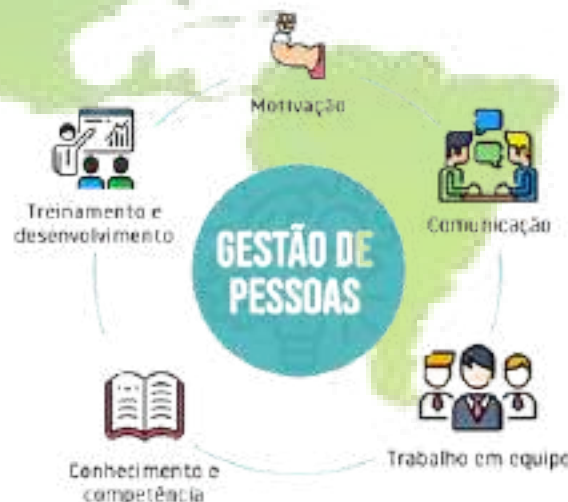 Motivação
Treinamento e
desenvolvimento
Comunicação
GESTÃO DE
PESSOAS
Conhecimento e
competência
Trabalho em equipe